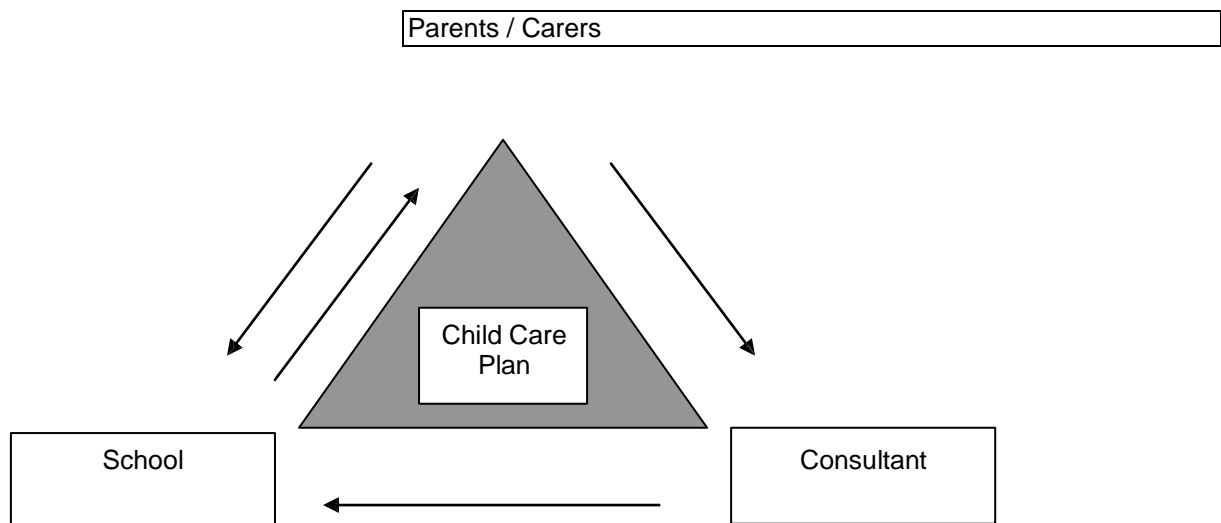 Parents / Carers
Child Care
Plan
School
Consultant